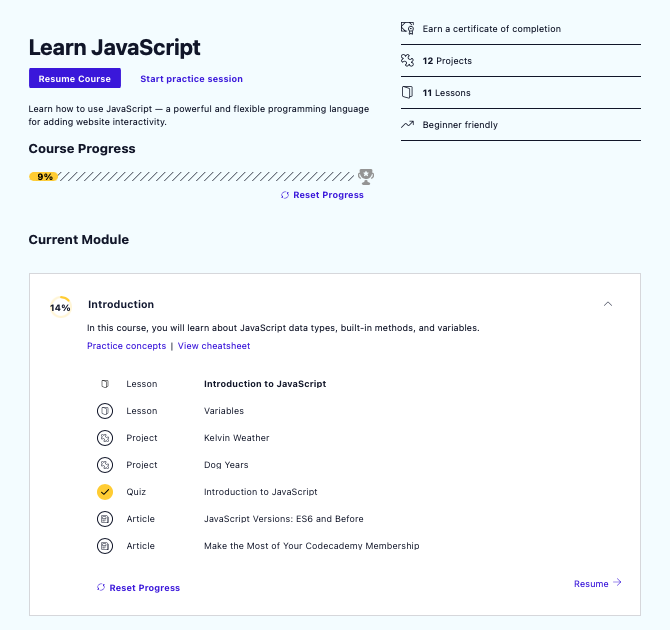 Earn a certificate of completion
Learn JavaScript
12 Projects
Resume Course
Start practice session
11 Lessons
Learn how to use JavaScript — a powerful and flexible programming language
for adding website interactivity.
Beginner friendly
Course Progress
9%
Reset Progress
Current Module
14%
Introduction
In this course, you will learn about JavaScript data types, built-in methods, and variables.
Practice concepts | View cheatsheet
Lesson Introduction to JavaScript
Lesson Variables
Project Kelvin Weather
Project Dog Years
Quiz Introduction to JavaScript
Article JavaScript Versions: ES6 and Before
Article Make the Most of Your Codecademy Membership
Reset Progress
Resume